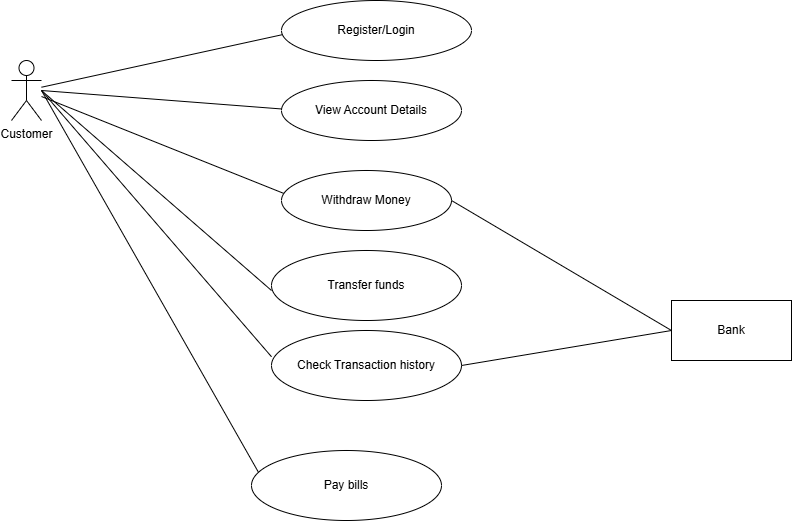 Register/Login
Customer
View Account Details
Withdraw Money
Transfer funds
Bank
Check Transaction history
Pay bills